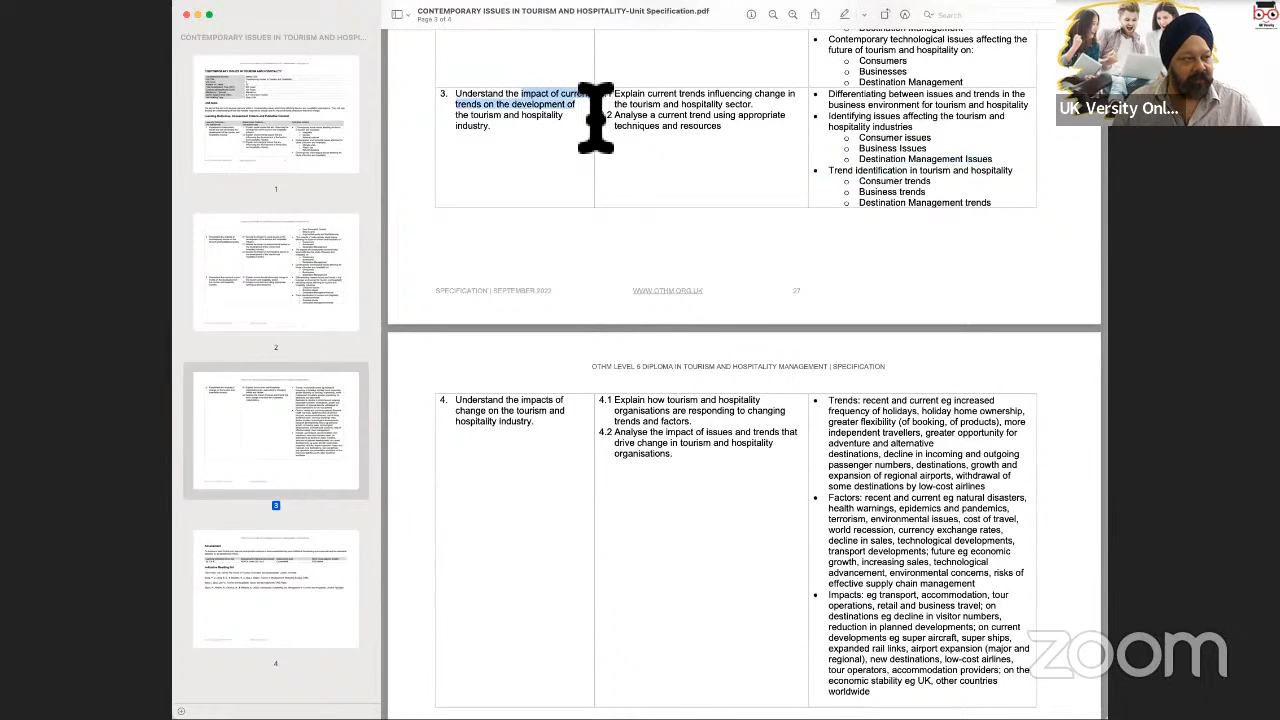 CONTEMPORARY ISSUES IN TOURISM AND HOSPITALITY-Unit Specification.pdf
Page 3 of 4
Search
CONTEMPORARY ISSUES IN TOURISM AND HOSPI...
1
2
3
4
UK Versity Onl...
Destination Management
• Contemporary technological issues affecting the
future of tourism and hospitality on:
o Consumers
o Businesses
o Destination Management
3. Understand the impact of current
trends on the development of
the tourism and hospitality
industry.
Explain current trends influencing change in
the tourism and hospitality sector.
using appropriate
• Differentiating between issues and trends in the
business environment for tourism and hospitality
• Identifying issues affecting the tourism and
hospitality industries
o Consumer issues
o Business Issues
o Destination Management Issues
• Trend identification in tourism and hospitality
o Consumer trends
o Business trends
o Destination Management trends
SPECIFICATION | SEPTEMBER 2022
WWW.OTHM.ORG.UK
27
OTHM LEVEL 6 DIPLOMA IN TOURISM AND HOSPITALITY MANAGEMENT | SPECIFICATION
4. Understand the impacts of
change on the tourism and
hospitality industry.
4.1 Explain how tourism and hospitality
organisations are responding changing
trends and factors.
4.2 Analyse the impact of issues and trends that
drive change in tourism and hospitality
organisations.
• Trends: recent and current eg increased
frequency of holidays, holiday home ownership,
greater flexibility (of booking, of products), more
independent travellers, greater opportunity for
adventure and alternative
destinations, decline in incoming and outgoing
passenger numbers, destinations, growth and
expansion of regional airports, withdrawal of
some destinations by low-cost airlines
• Factors: recent and current eg natural disasters,
health warnings, epidemics and pandemics,
terrorism, environmental issues, cost of travel,
world recession, currency exchange rates,
decline in sales, technological developments,
transport developments; future eg economic
growth, increasing sales, technological
advancement, environmental concerns, risks of
effective supply chain management
• Impacts: eg transport, accommodation, tour
operations, retail and business travel; on
destinations eg decline in visitor numbers,
reduction in planned developments; on current
developments eg super aircraft, super ships,
expanded rail links, airport expansion (major and
regional), new destinations, low-cost airlines,
tour operators, accommodation providers; on the
economic stability eg UK, other countries
worldwide
zoom